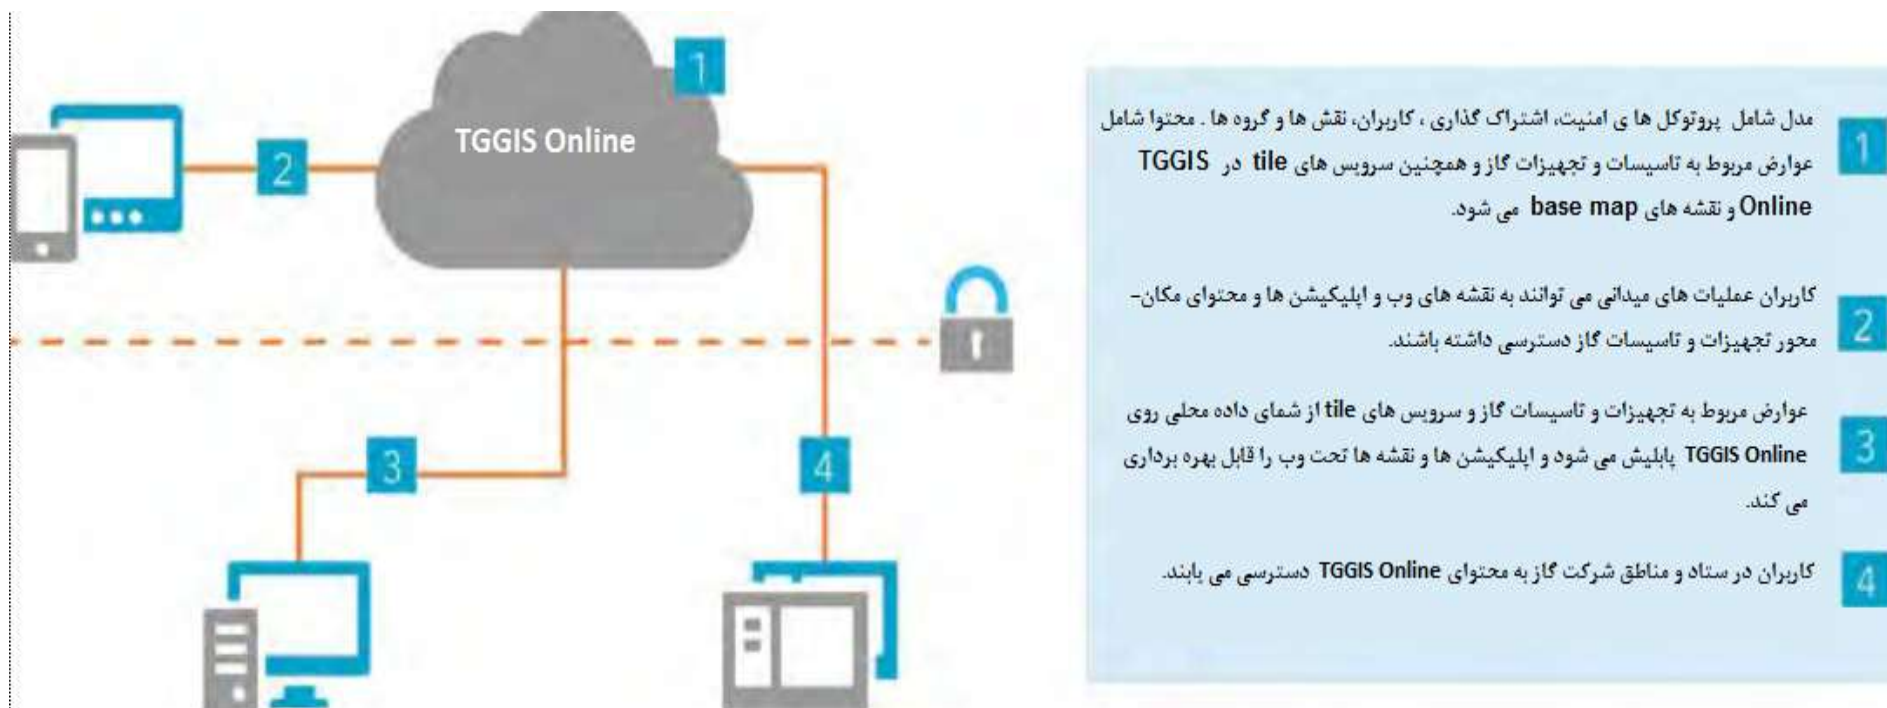 1
TGGIS Online
2
3
4
1
مدل شامل پروتوکل ها ی امنیت، اشتراک گذاری ، کاربران، نقش ها و گروه ها . محتوا شامل
عوارض مربوط به تاسیسات و تجهیزات گاز و همچنین سرویس های tile در TGGIS
Online و نقشه های base map می شود.
2
کاربران عملیات های میدانی می توانند به نقشه های وب و اپلیکیشن ها و محتوای مکان-
محور تجهیزات و تاسیسات گاز دسترسی داشته باشند.
3
عوارض مربوط به تجهیزات و تاسیسات گاز و سرویس های tile از شمای داده محلی روی
TGGIS Online پابلیش می شود و اپلیکیشن ها و نقشه ها تحت وب را قابل بهره برداری
می کند.
4
کاربران در ستاد و مناطق شرکت گاز به محتوای TGGIS Online دسترسی می یابند.